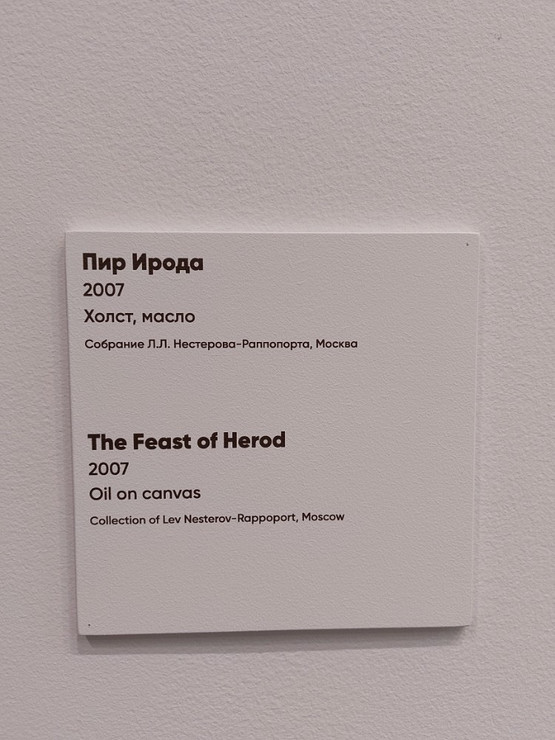 Пир Ирода
2007
Холст, масло
Собрание Л.Л. Нестерова-Раппопорта, Москва
The Feast of Herod
2007
Oil on canvas
Collection of Lev Nesterov-Rappoport, Moscow